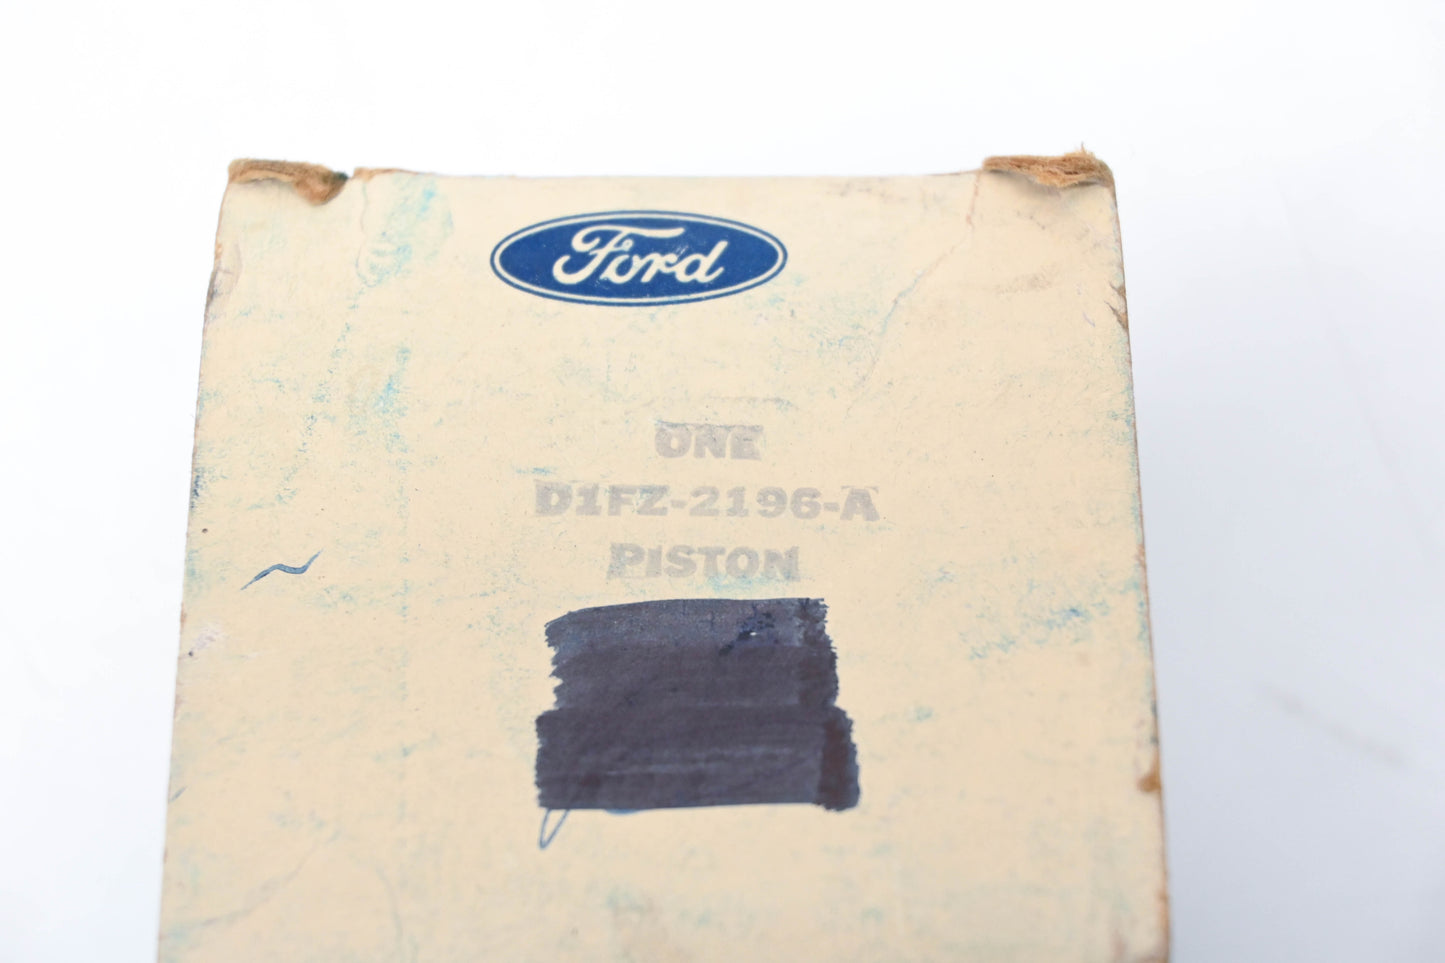 Ford
ONE
D1FZ-2196-A
PISTON